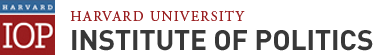 HARVARD
IOP
HARVARD UNIVERSITY
INSTITUTE OF POLITICS